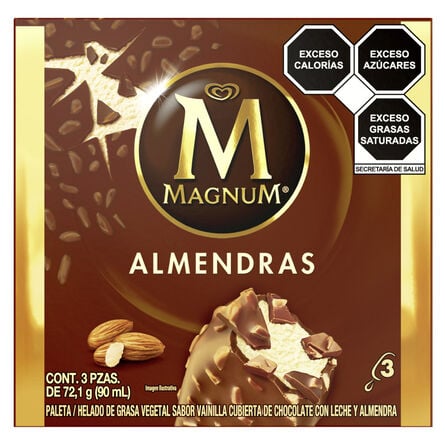 EXCESO
CALORÍAS
EXCESO
AZÚCARES
EXCESO
GRASAS
SATURADAS
SECRETARÍA DE SALUD
M
MAGNUM®
ALMENDRAS
3
CONT. 3 PZAS.
DE 72,1 g (90 mL)
Imagen Ilustrativa
PALETA / HELADO DE GRASA VEGETAL SABOR VAINILLA CUBIERTA DE CHOCOLATE CON LECHE Y ALMENDRA